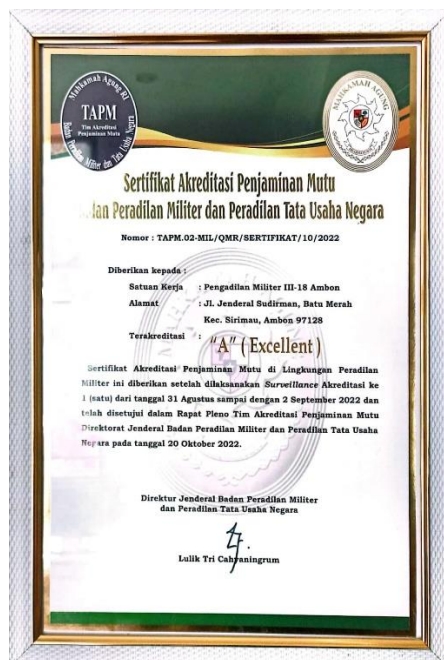 Mahkamah Agung RI
TAPM
Tim Akreditasi
Penjaminan Mutu
Badan Peradilan Militer dan Tata Usaha Negara
MAHKAMAH AGUNG
Sertifikat Akreditasi Penjaminan Mutu
dan Peradilan Militer dan Peradilan Tata Usaha Negara
Nomor : TAPM.02-MIL/QMR/SERTIFIKAT/10/2022
Diberikan kepada :
Satuan Kerja : Pengadilan Militer III-18 Ambon
Alamat : Jl. Jenderal Sudirman, Batu Merah
Kec. Sirimau, Ambon 97128
Terakreditasi : "A" ( Excellent )
Sertifikat Akreditasi Penjaminan Mutu di Lingkungan Peradilan
Militer ini diberikan setelah dilaksanakan Surveillance Akreditasi ke
1 (satu) dari tanggal 31 Agustus sampai dengan 2 September 2022 dan
telah disetujui dalam Rapat Pleno Tim Akreditasi Penjaminan Mutu
Direktorat Jenderal Badan Peradilan Militer dan Peradilan Tata Usaha
Negara pada tanggal 20 Oktober 2022.
Direktur Jenderal Badan Peradilan Militer
dan Peradilan Tata Usaha Negara
Lulik Tri Cahyaningrum